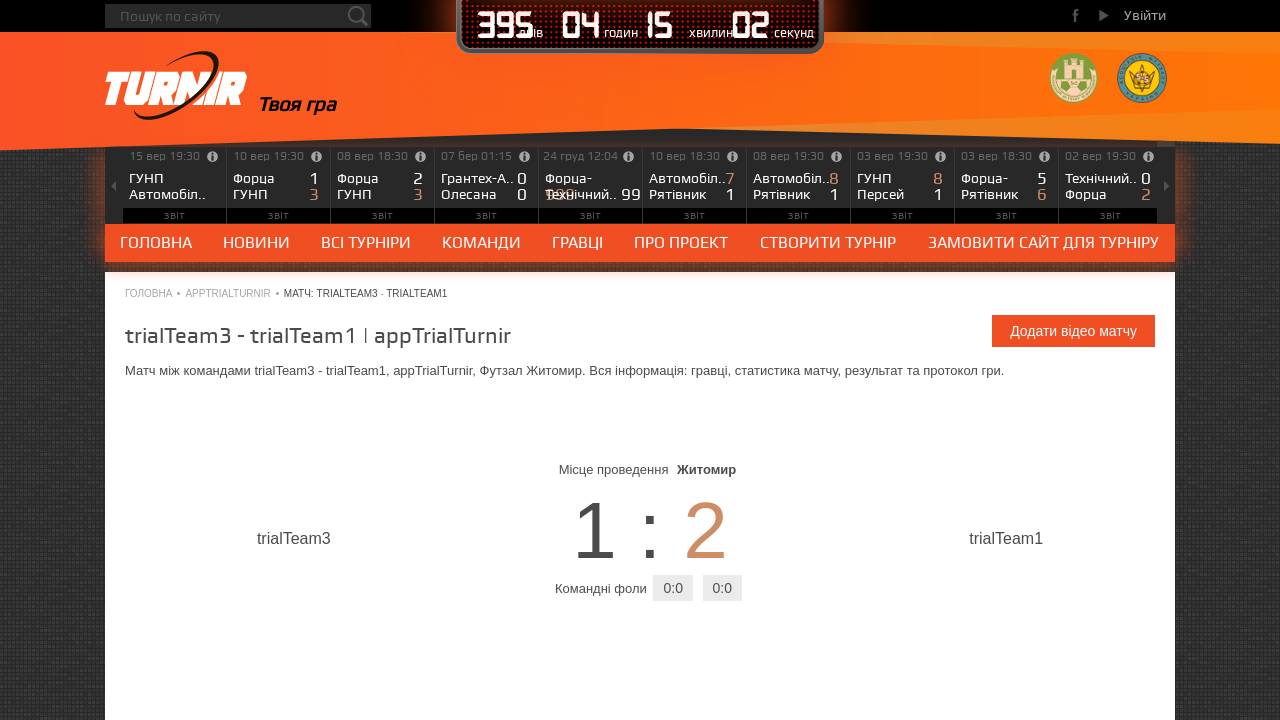 Пошук по сайту
395 днів 04 годин 15 хвилин 02 секунд
Увійти
TURNIR Твоя гра
15 вер 19:30
ГУНП
Автомобіл..
звіт
10 вер 19:30
Форца 1
ГУНП 3
звіт
08 вер 18:30
Форца 2
ГУНП 3
звіт
07 бер 01:15
Грантех-А.. 0
Олесана 0
звіт
24 груд 12:04
Форца- 999
Технічний.. 99
звіт
10 вер 18:30
Автомобіл.. 7
Рятівник 1
звіт
08 вер 19:30
Автомобіл.. 8
Рятівник 1
звіт
03 вер 19:30
ГУНП 8
Персей 1
звіт
03 вер 18:30
Форца- 5
Рятівник 6
звіт
02 вер 19:30
Технічний.. 0
Форца 2
звіт
ГОЛОВНА НОВИНИ ВСІ ТУРНІРИ КОМАНДИ ГРАВЦІ ПРО ПРОЕКТ СТВОРИТИ ТУРНІР ЗАМОВИТИ САЙТ ДЛЯ ТУРНІРУ
ГОЛОВНА • APPTRIALTURNIR • МАТЧ: TRIALTEAM3 - TRIALTEAM1
trialTeam3 - trialTeam1 | appTrialTurnir
Додати відео матчу
Матч між командами trialTeam3 - trialTeam1, appTrialTurnir, Футзал Житомир. Вся інформація: гравці, статистика матчу, результат та протокол гри.
Місце проведення Житомир
trialTeam3 1 : 2 trialTeam1
Командні фоли 0:0 0:0